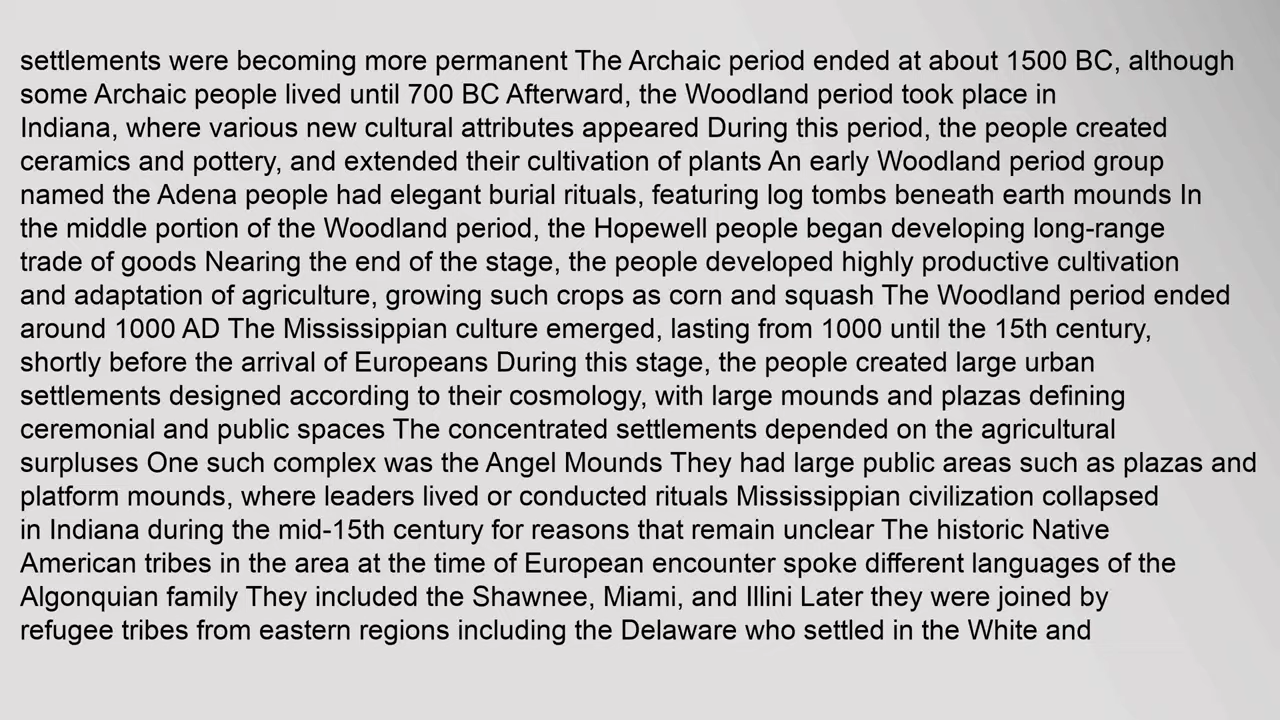 settlements were becoming more permanent The Archaic period ended at about 1500 BC, although
some Archaic people lived until 700 BC Afterward, the Woodland period took place in
Indiana, where various new cultural attributes appeared During this period, the people created
ceramics and pottery, and extended their cultivation of plants An early Woodland period group
named the Adena people had elegant burial rituals, featuring log tombs beneath earth mounds In
the middle portion of the Woodland period, the Hopewell people began developing long-range
trade of goods Nearing the end of the stage, the people developed highly productive cultivation
and adaptation of agriculture, growing such crops as corn and squash The Woodland period ended
around 1000 AD The Mississippian culture emerged, lasting from 1000 until the 15th century,
shortly before the arrival of Europeans During this stage, the people created large urban
settlements designed according to their cosmology, with large mounds and plazas defining
ceremonial and public spaces The concentrated settlements depended on the agricultural
surpluses One such complex was the Angel Mounds They had large public areas such as plazas and
platform mounds, where leaders lived or conducted rituals Mississippian civilization collapsed
in Indiana during the mid-15th century for reasons that remain unclear The historic Native
American tribes in the area at the time of European encounter spoke different languages of the
Algonquian family They included the Shawnee, Miami, and Illini Later they were joined by
refugee tribes from eastern regions including the Delaware who settled in the White and